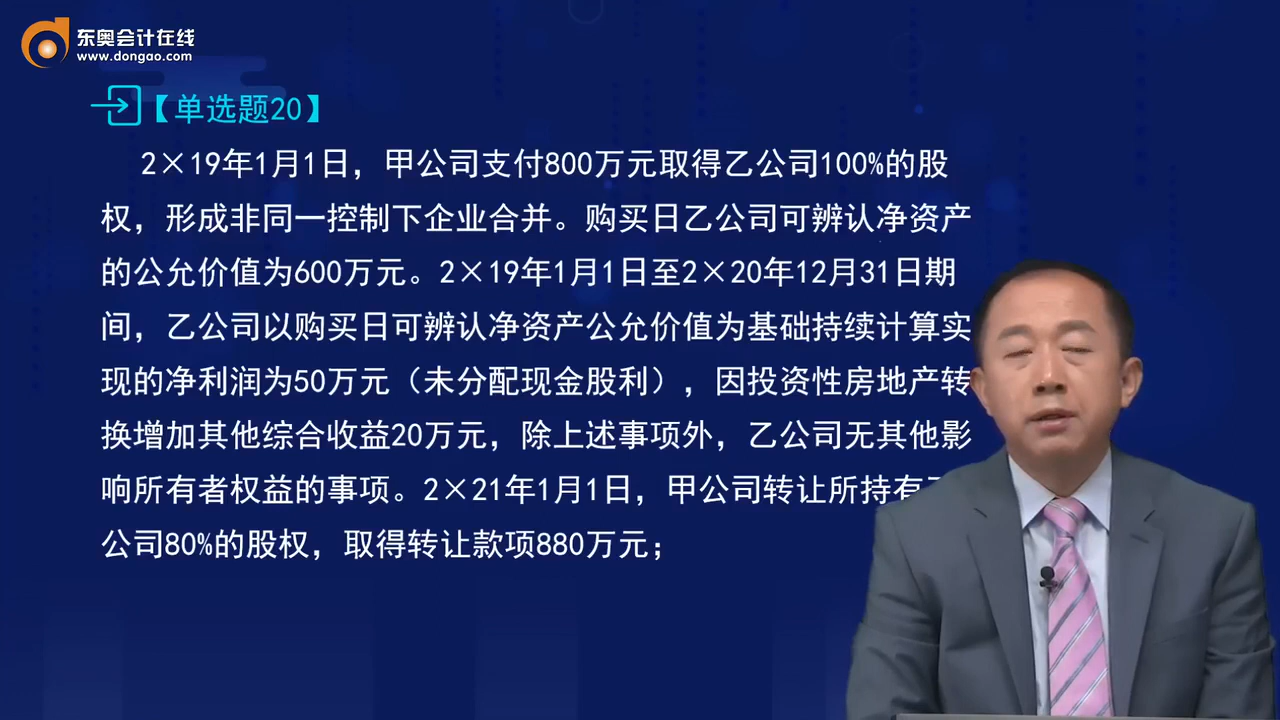 东奥会计在线
www.dongao.com
【单选题20】
2×19年1月1日，甲公司支付800万元取得乙公司100%的股
权，形成非同一控制下企业合并。购买日乙公司可辨认净资产
的公允价值为600万元。2×19年1月1日至2×20年12月31日期
间，乙公司以购买日可辨认净资产公允价值为基础持续计算实
现的净利润为50万元（未分配现金股利），因投资性房地产转
换增加其他综合收益20万元，除上述事项外，乙公司无其他影
响所有者权益的事项。2×21年1月1日，甲公司转让所持有
公司80%的股权，取得转让款项880万元；